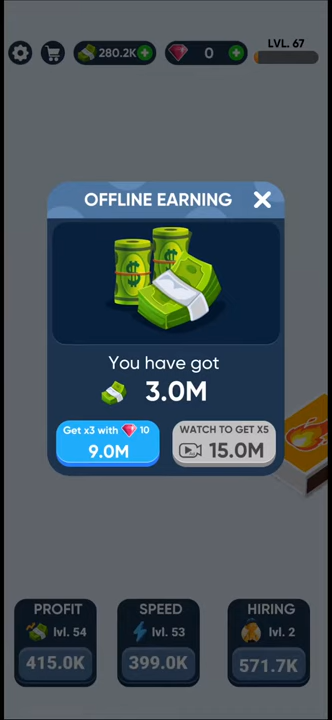 280.2K
0
LVL. 67
OFFLINE EARNING
You have got
3.0M
Get x3 with 10
9.0M
WATCH TO GET X5
15.0M
PROFIT
lvl. 54
415.0K
SPEED
lvl. 53
399.0K
HIRING
lvl. 2
571.7K